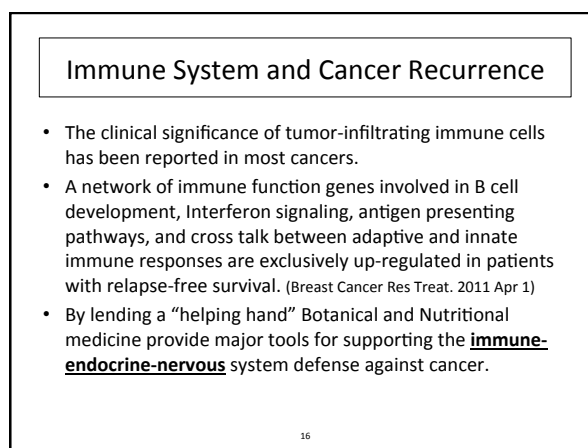 Immune System and Cancer Recurrence
• The clinical significance of tumor-infiltrating immune cells
has been reported in most cancers.
• A network of immune function genes involved in B cell
development, Interferon signaling, antigen presenting
pathways, and cross talk between adaptive and innate
immune responses are exclusively up-regulated in patients
with relapse-free survival. (Breast Cancer Res Treat. 2011 Apr 1)
• By lending a “helping hand” Botanical and Nutritional
medicine provide major tools for supporting the immune-
endocrine-nervous system defense against cancer.
16